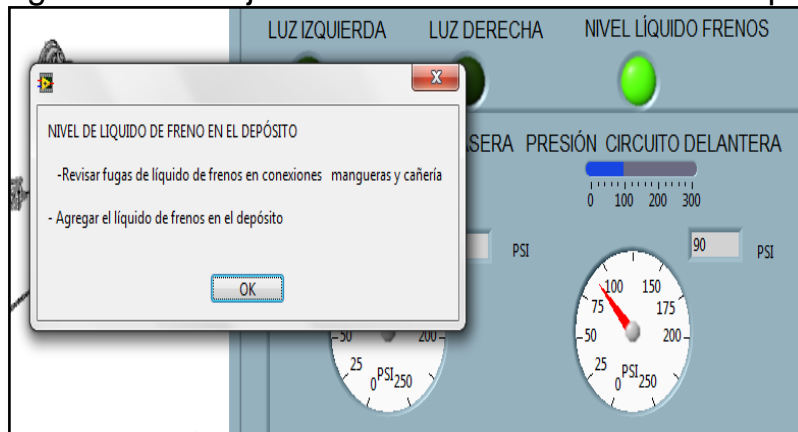 LUZ IZQUIERDA LUZ DERECHA NIVEL LÍQUIDO FRENOS
NIVEL DE LIQUIDO DE FRENO EN EL DEPÓSITO
-Revisar fugas de líquido de frenos en conexiones mangueras y cañería
- Agregar el líquido de frenos en el depósito
OK
PRESIÓN CIRCUITO DELANTERA
0 100 200 300
PSI
90 PSI
50 200
25 250
0 PSI
100 150
75 175
50 200
25 250
0 PSI